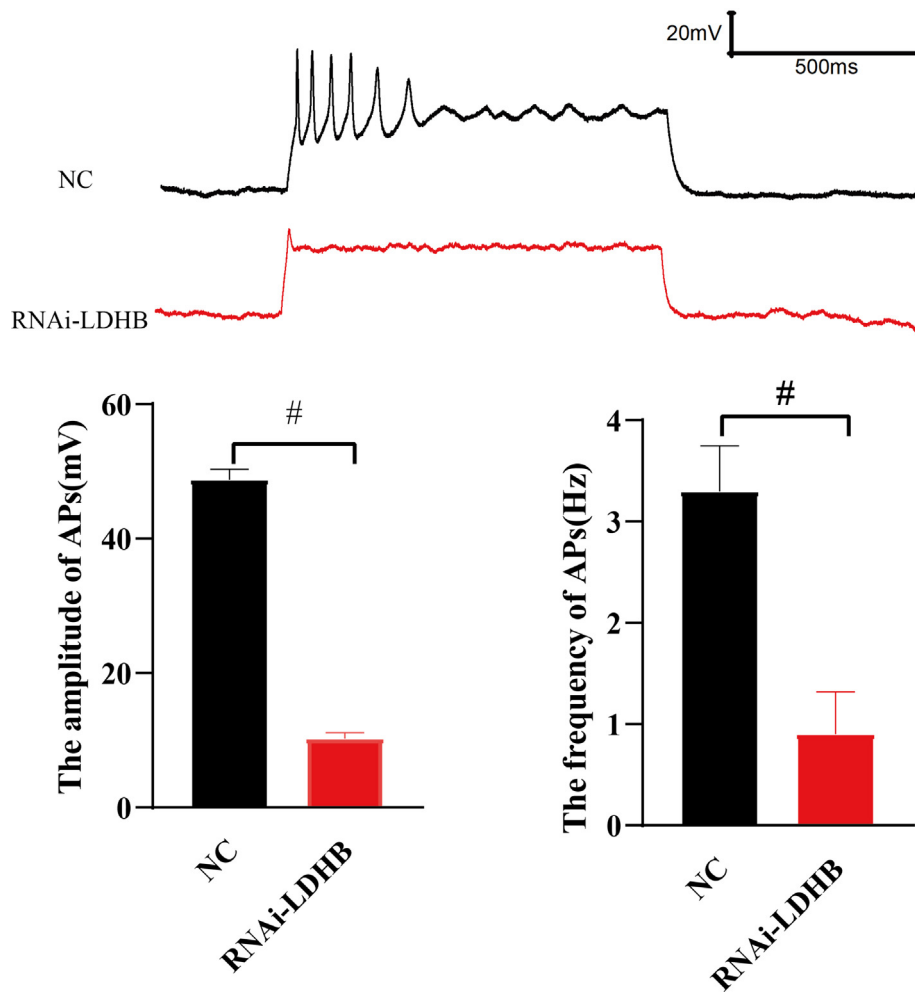 20mV
500ms
NC
RNAi-LDHB
The amplitude of APs(mV)
60
40
20
0
#
NC
RNAi-LDHB
The frequency of APs(Hz)
4
3
2
1
0
#
NC
RNAi-LDHB